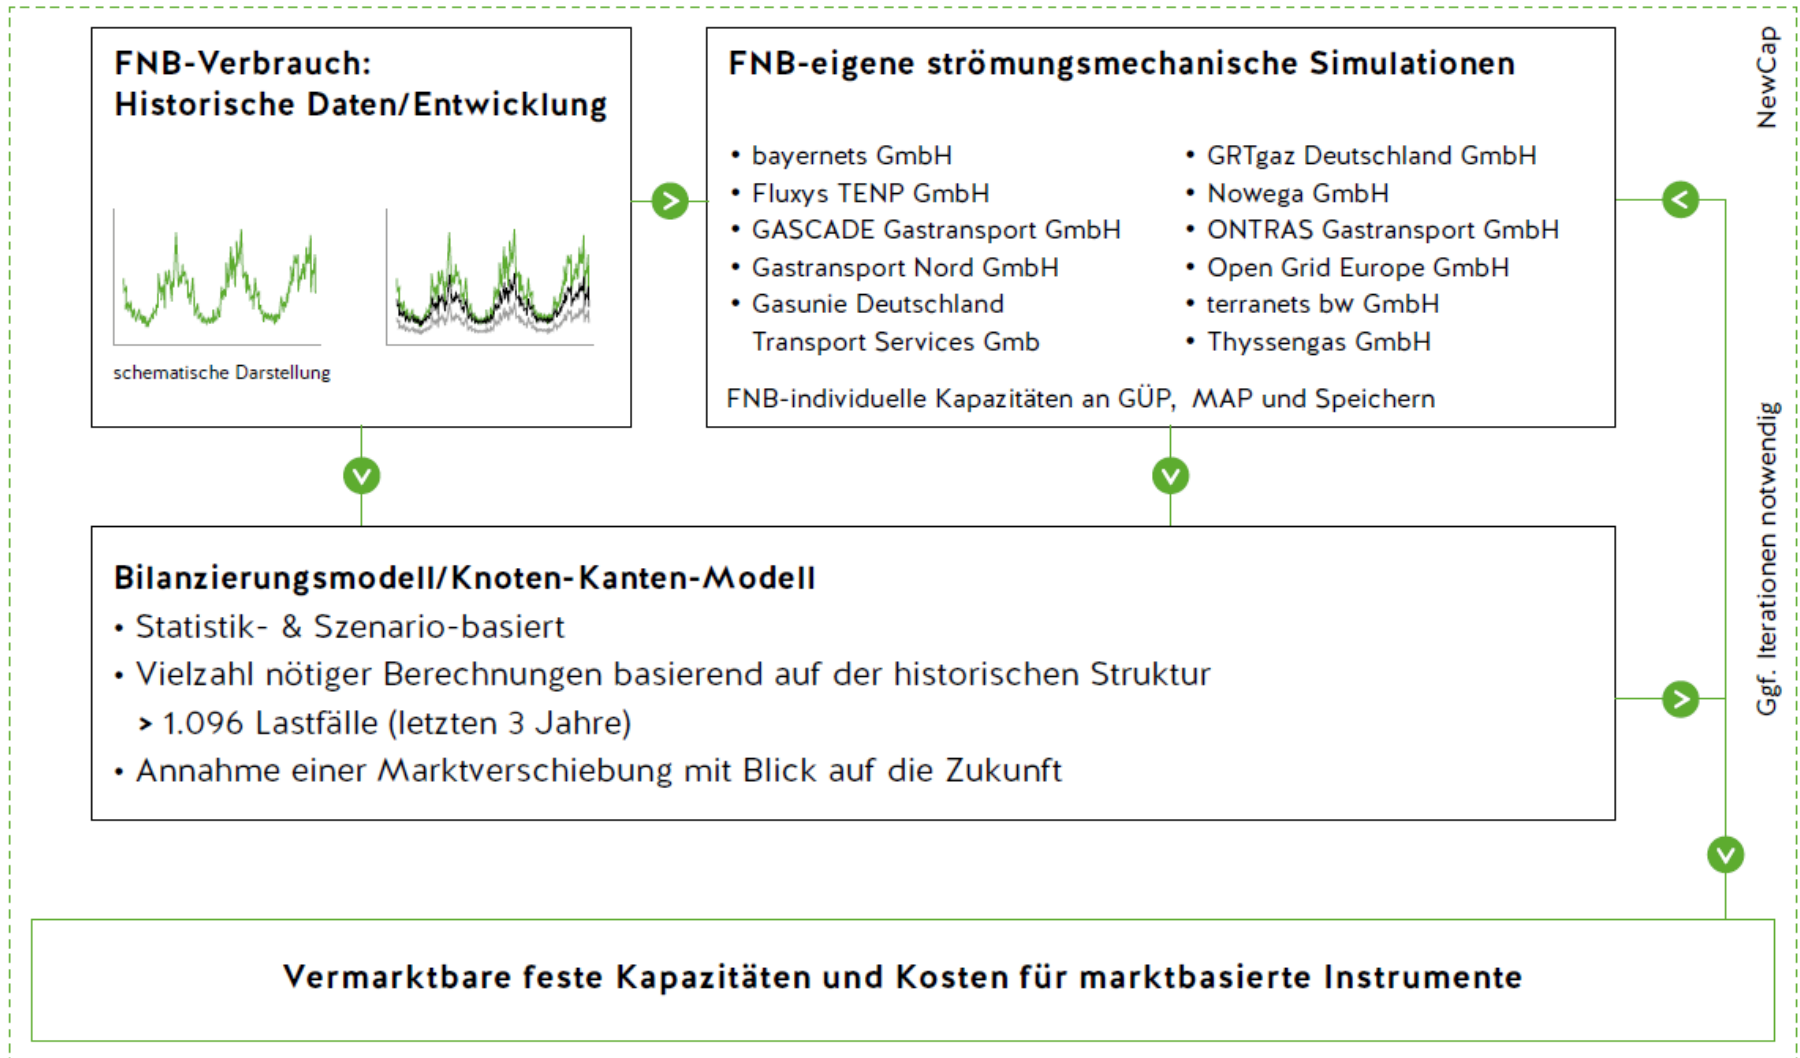 FNB-Verbrauch:
Historische Daten/Entwicklung
schematische Darstellung
FNB-eigene strömungsmechanische Simulationen
• bayernets GmbH
• Fluxys TENP GmbH
• GASCADE Gastransport GmbH
• Gastransport Nord GmbH
• Gasunie Deutschland
Transport Services Gmb
• GRTgaz Deutschland GmbH
• Nowega GmbH
• ONTRAS Gastransport GmbH
• Open Grid Europe GmbH
• terranets bw GmbH
• Thyssengas GmbH
FNB-individuelle Kapazitäten an GÜP, MAP und Speichern
NewCap
Ggf. Iterationen notwendig
Bilanzierungsmodell/Knoten-Kanten-Modell
• Statistik- & Szenario-basiert
• Vielzahl nötiger Berechnungen basierend auf der historischen Struktur
> 1.096 Lastfälle (letzten 3 Jahre)
• Annahme einer Marktverschiebung mit Blick auf die Zukunft
Vermarktbare feste Kapazitäten und Kosten für marktbasierte Instrumente